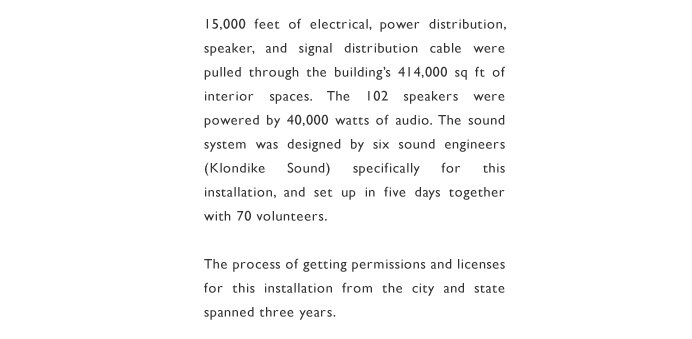 15,000 feet of electrical, power distribution,
speaker, and signal distribution cable were
pulled through the building's 414,000 sq ft of
interior spaces. The 102 speakers were
powered by 40,000 watts of audio. The sound
system was designed by six sound engineers
(Klondike Sound) specifically for this
installation, and set up in five days together
with 70 volunteers.
The process of getting permissions and licenses
for this installation from the city and state
spanned three years.